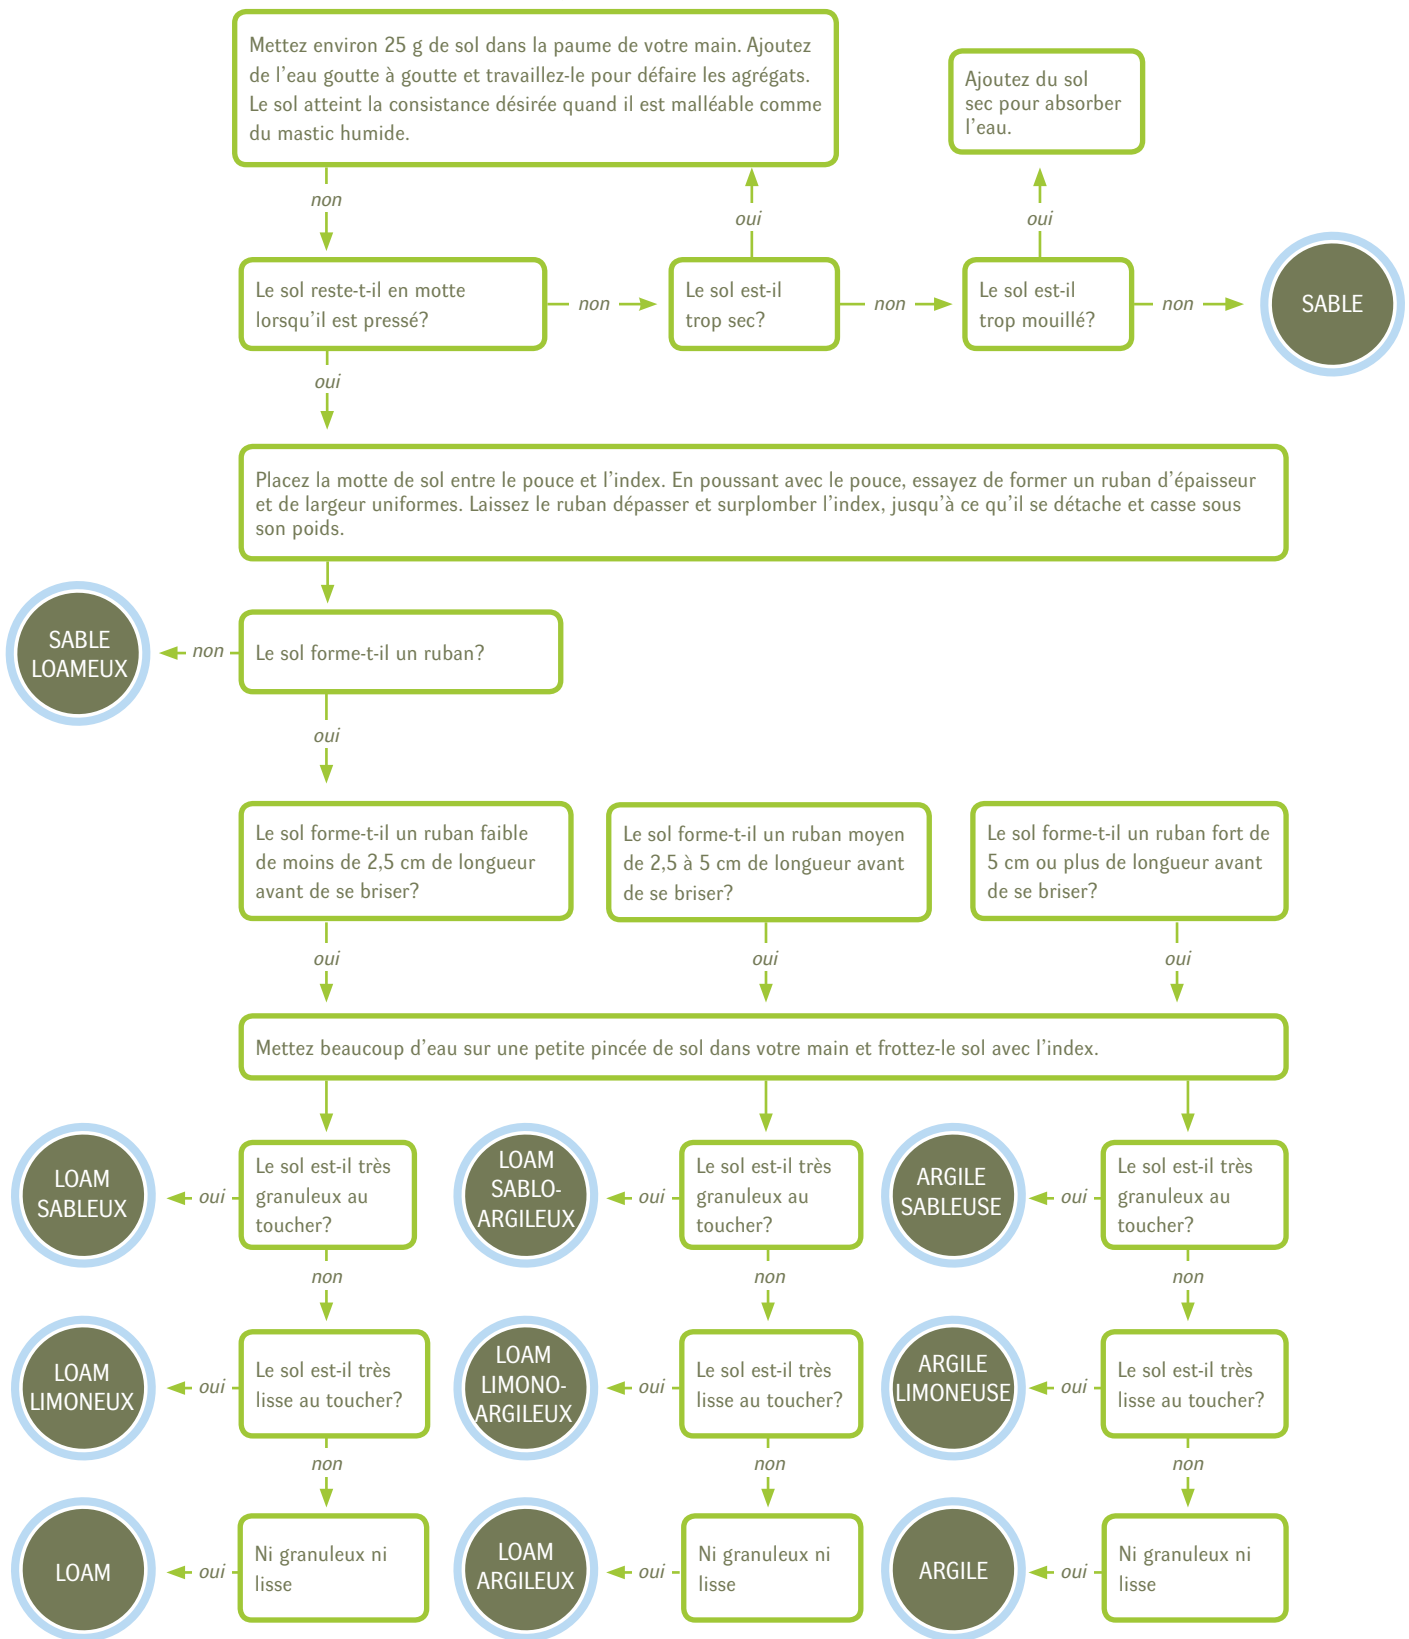 Mettez environ 25 g de sol dans la paume de votre main. Ajoutez
de l'eau goutte à goutte et travaillez-le pour défaire les agrégats.
Le sol atteint la consistance désirée quand il est malléable comme
du mastic humide.
Ajoutez du sol
sec pour absorber
l'eau.
non
oui
oui
Le sol reste-t-il en motte
lorsqu'il est pressé?
non
Le sol est-il
trop sec?
non
Le sol est-il
trop mouillé?
non
SABLE
oui
Placez la motte de sol entre le pouce et l'index. En poussant avec le pouce, essayez de former un ruban d'épaisseur
et de largeur uniformes. Laissez le ruban dépasser et surplomber l'index, jusqu'à ce qu'il se détache et casse sous
son poids.
SABLE
LOAMEUX
non
Le sol forme-t-il un ruban?
oui
Le sol forme-t-il un ruban faible
de moins de 2,5 cm de longueur
avant de se briser?
Le sol forme-t-il un ruban moyen
de 2,5 à 5 cm de longueur avant
de se briser?
Le sol forme-t-il un ruban fort de
5 cm ou plus de longueur avant
de se briser?
oui
oui
oui
Mettez beaucoup d'eau sur une petite pincée de sol dans votre main et frottez-le sol avec l'index.
LOAM
SABLEUX
oui
Le sol est-il très
granuleux au
toucher?
LOAM
SABLO-
ARGILEUX
oui
Le sol est-il très
granuleux au
toucher?
ARGILE
SABLEUSE
oui
Le sol est-il très
granuleux au
toucher?
non
non
non
LOAM
LIMONEUX
oui
Le sol est-il très
lisse au toucher?
LOAM
LIMONO-
ARGILEUX
oui
Le sol est-il très
lisse au toucher?
ARGILE
LIMONEUSE
oui
Le sol est-il très
lisse au toucher?
non
non
non
LOAM
oui
Ni granuleux ni
lisse
LOAM
ARGILEUX
oui
Ni granuleux ni
lisse
ARGILE
oui
Ni granuleux ni
lisse